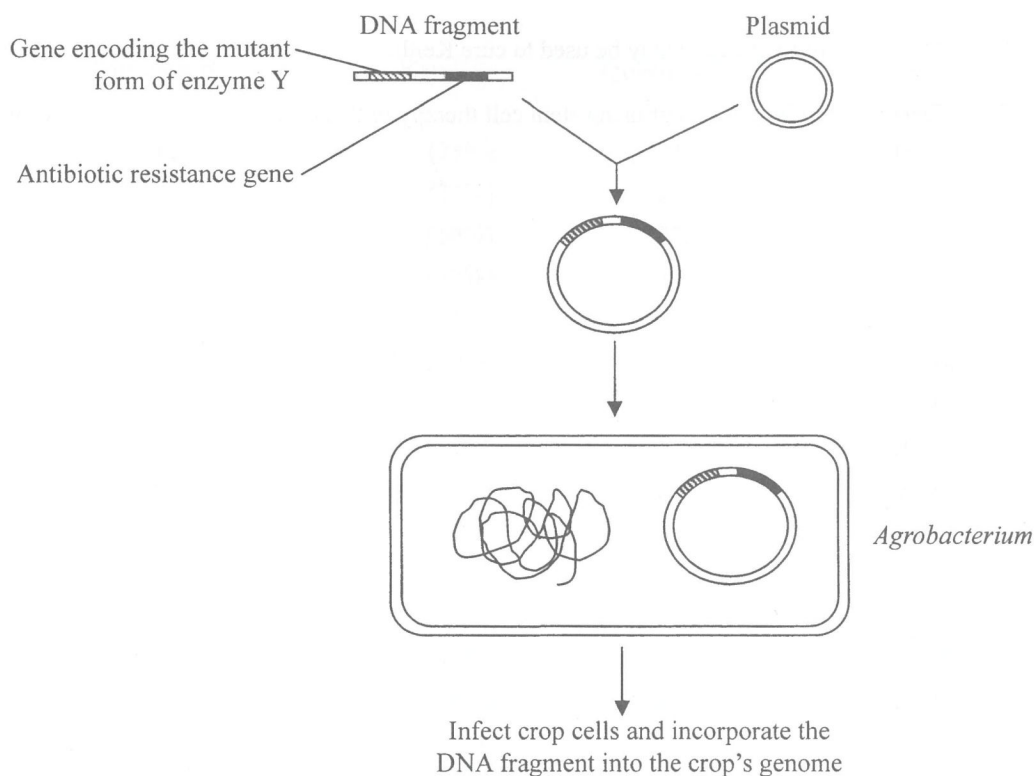 DNA fragment
Plasmid
Gene encoding the mutant
form of enzyme Y
Antibiotic resistance gene
Agrobacterium
Infect crop cells and incorporate the
DNA fragment into the crop's genome